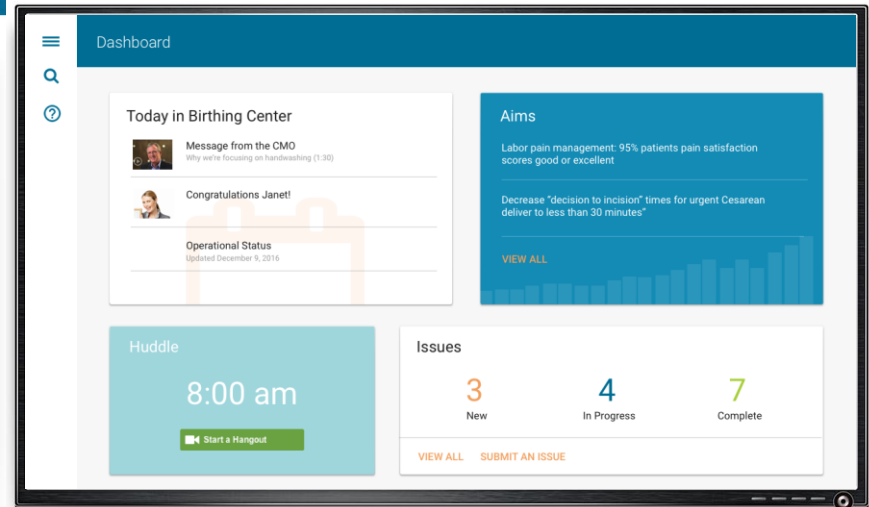 Dashboard
Today in Birthing Center
Message from the CMO
Why we're focusing on handwashing (1:30)
Congratulations Janet!
Operational Status
Updated December 9, 2016
Aims
Labor pain management: 95% patients pain satisfaction
scores good or excellent
Decrease "decision to incision" times for urgent Cesarean
deliver to less than 30 minutes"
VIEW ALL
Huddle
8:00 am
Start a Hangout
Issues
3
New
4
In Progress
7
Complete
VIEW ALL
SUBMIT AN ISSUE